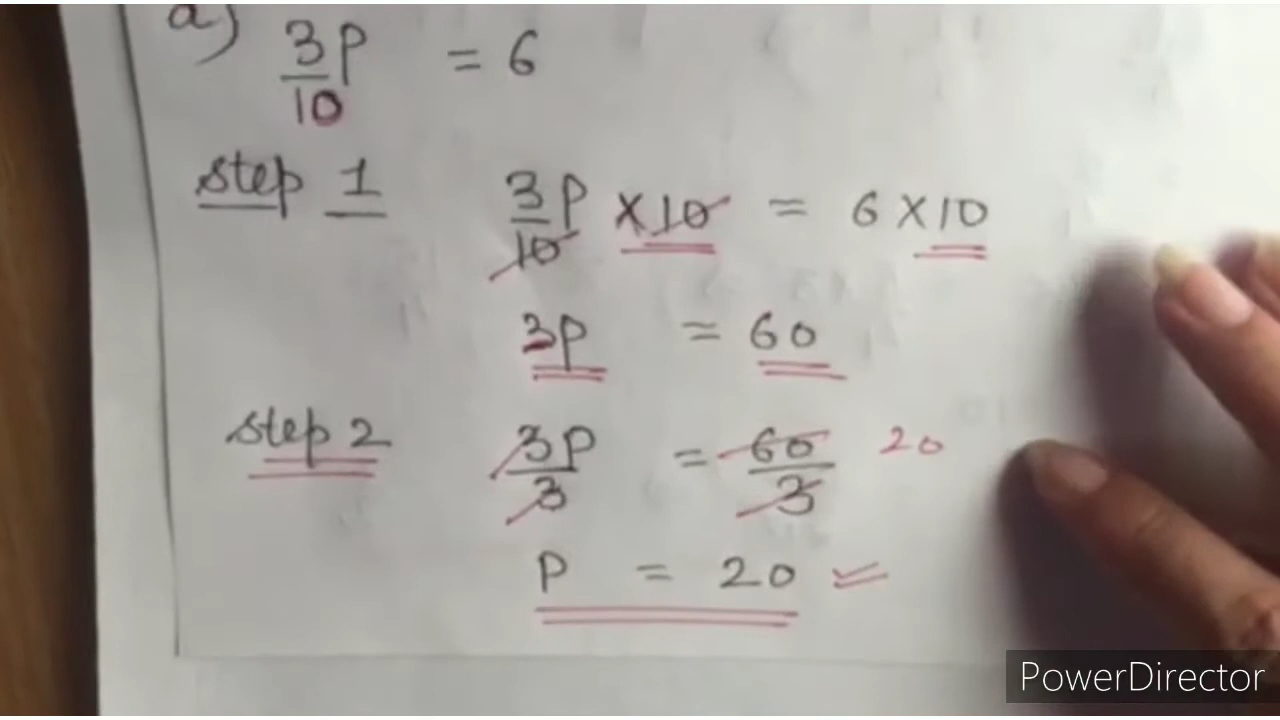 a) 3P/10 = 6
step 1 3P/10 × 10 = 6 × 10
3P = 60
step 2 3P/3 = 60/3 20
P = 20
PowerDirector